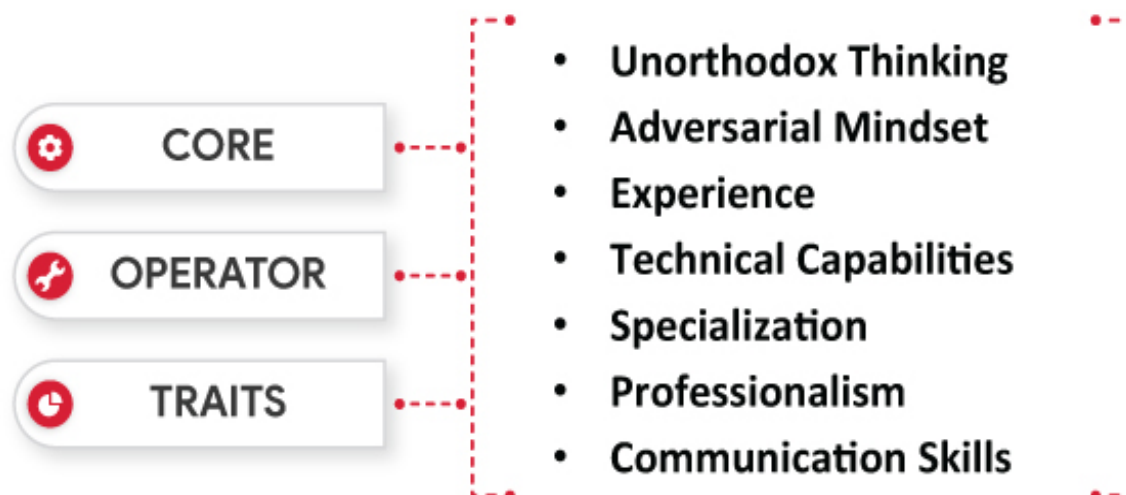 CORE
OPERATOR
TRAITS
• Unorthodox Thinking
• Adversarial Mindset
• Experience
• Technical Capabilities
• Specialization
• Professionalism
• Communication Skills